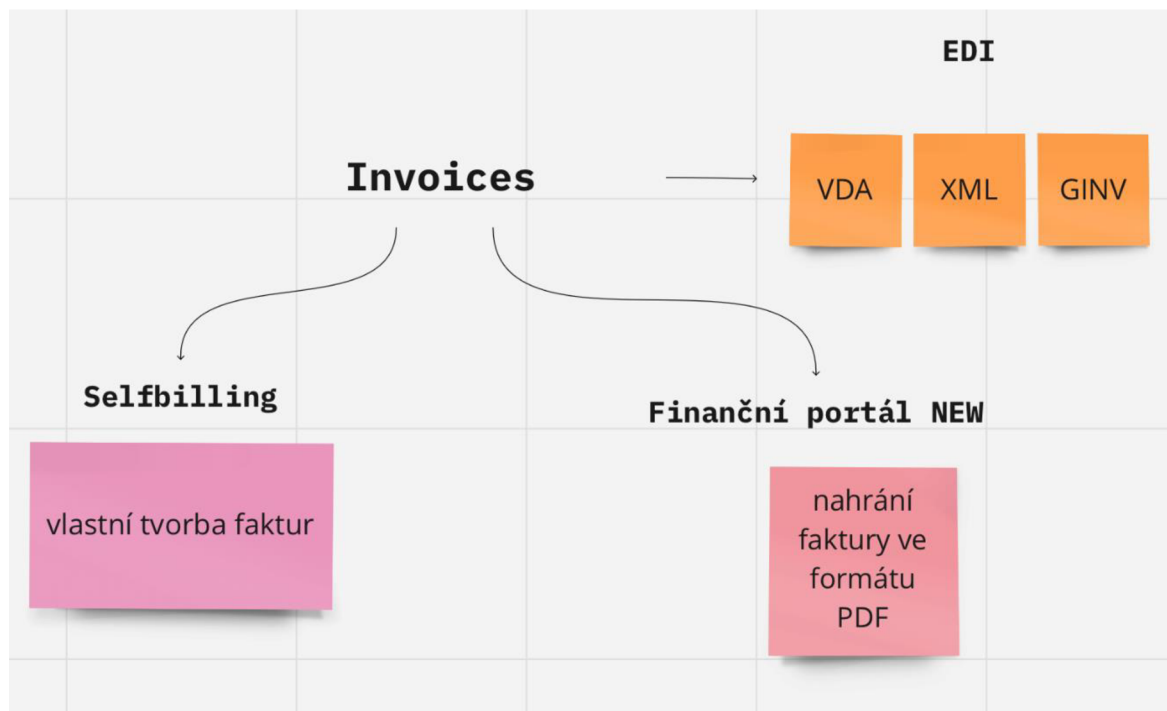 EDI
Invoices
VDA
XML
GINV
Selfbilling
Finanční portál NEW
vlastní tvorba faktur
nahrání
faktury ve
formátu
PDF